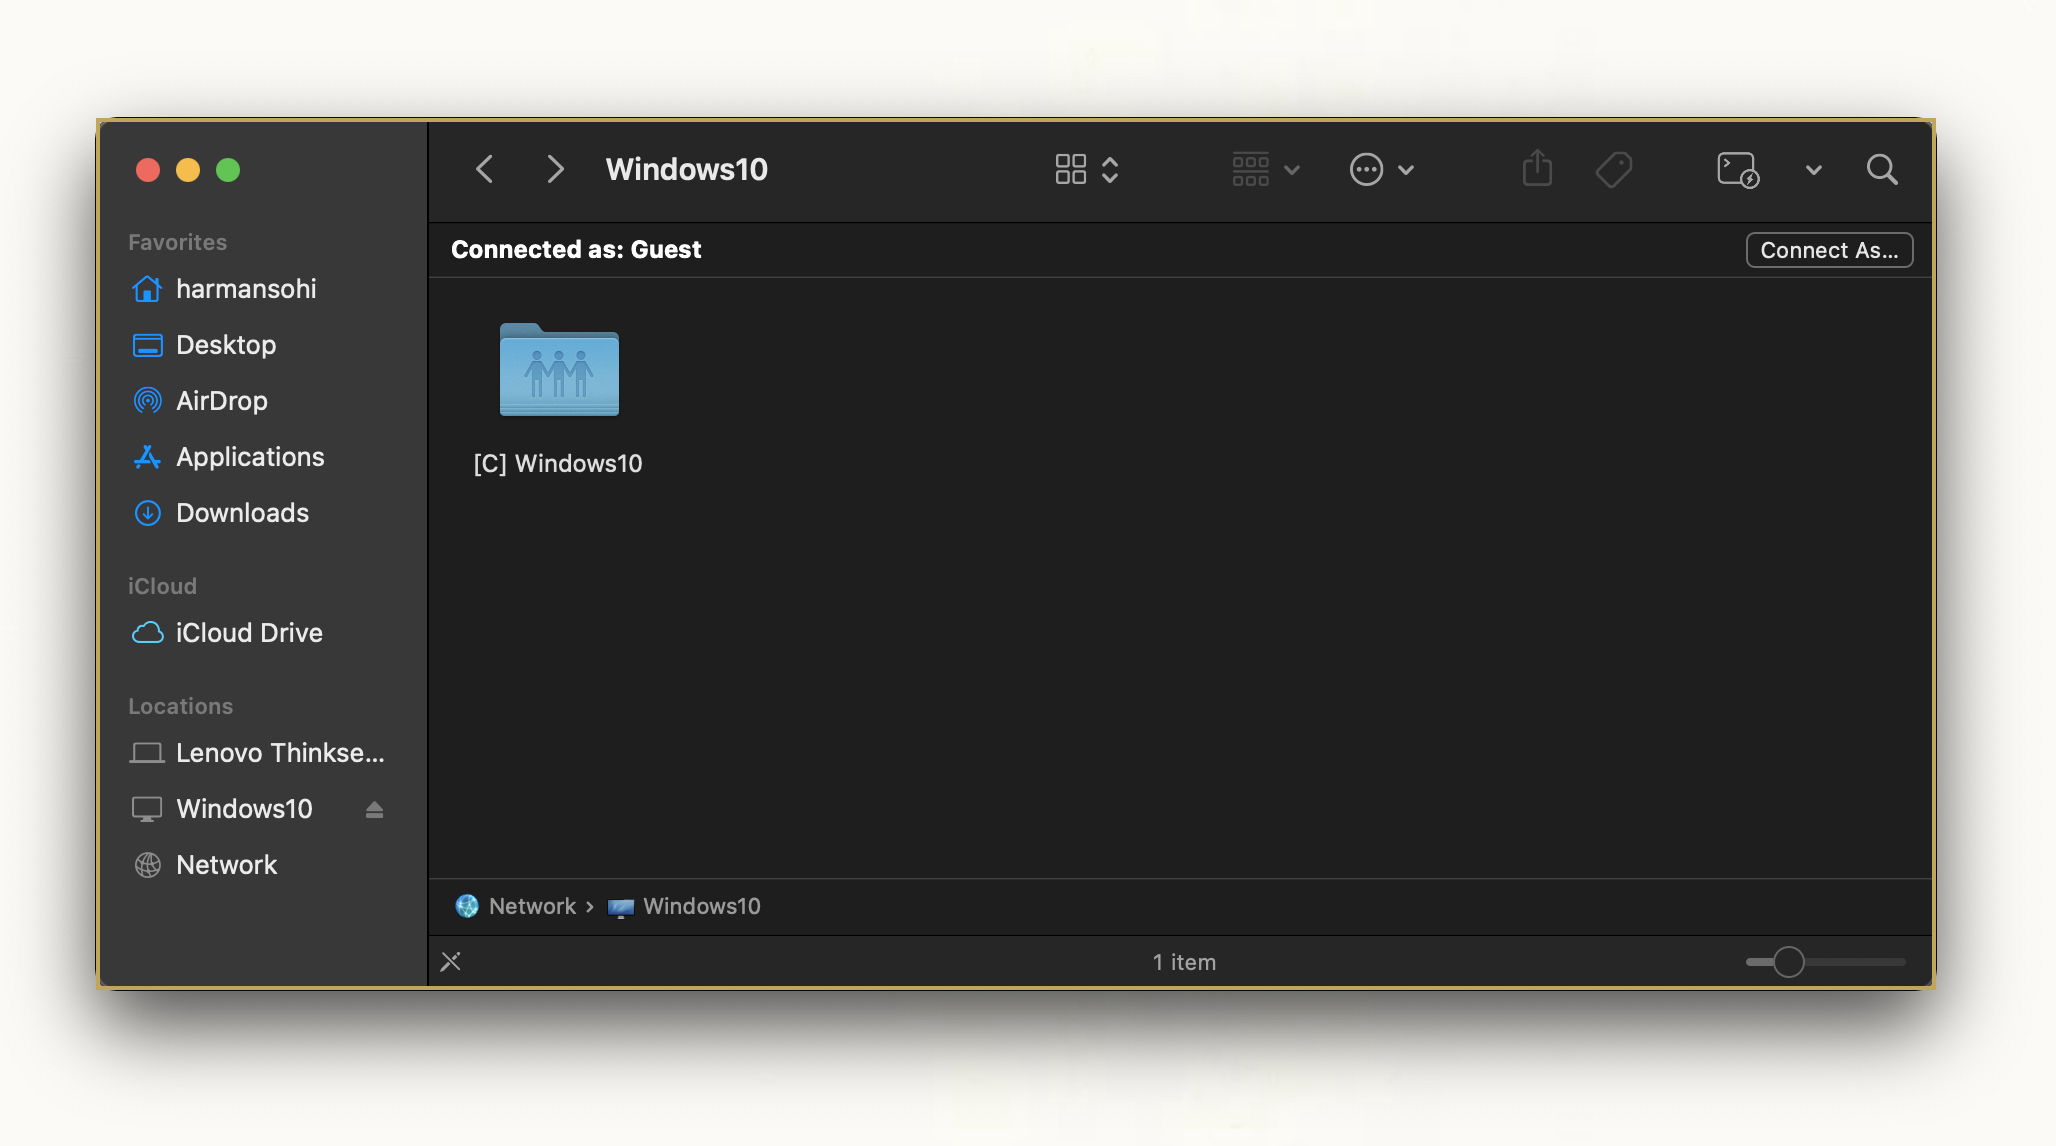 Windows10
Favorites
harmansohi
Desktop
AirDrop
Applications
Downloads
iCloud
iCloud Drive
Locations
Lenovo Thinkse...
Windows10
Network
Connected as: Guest
Connect As...
[C] Windows10
Network › Windows10
1 item